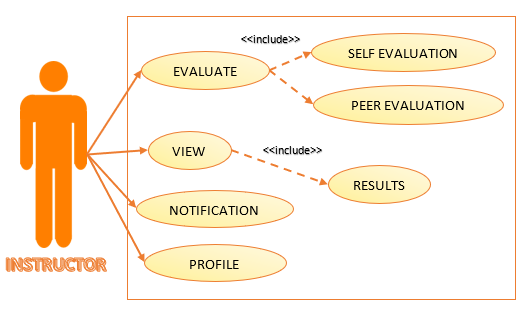 <<include>>
SELF EVALUATION
EVALUATE
PEER EVALUATION
VIEW
<<include>>
RESULTS
NOTIFICATION
PROFILE
INSTRUCTOR